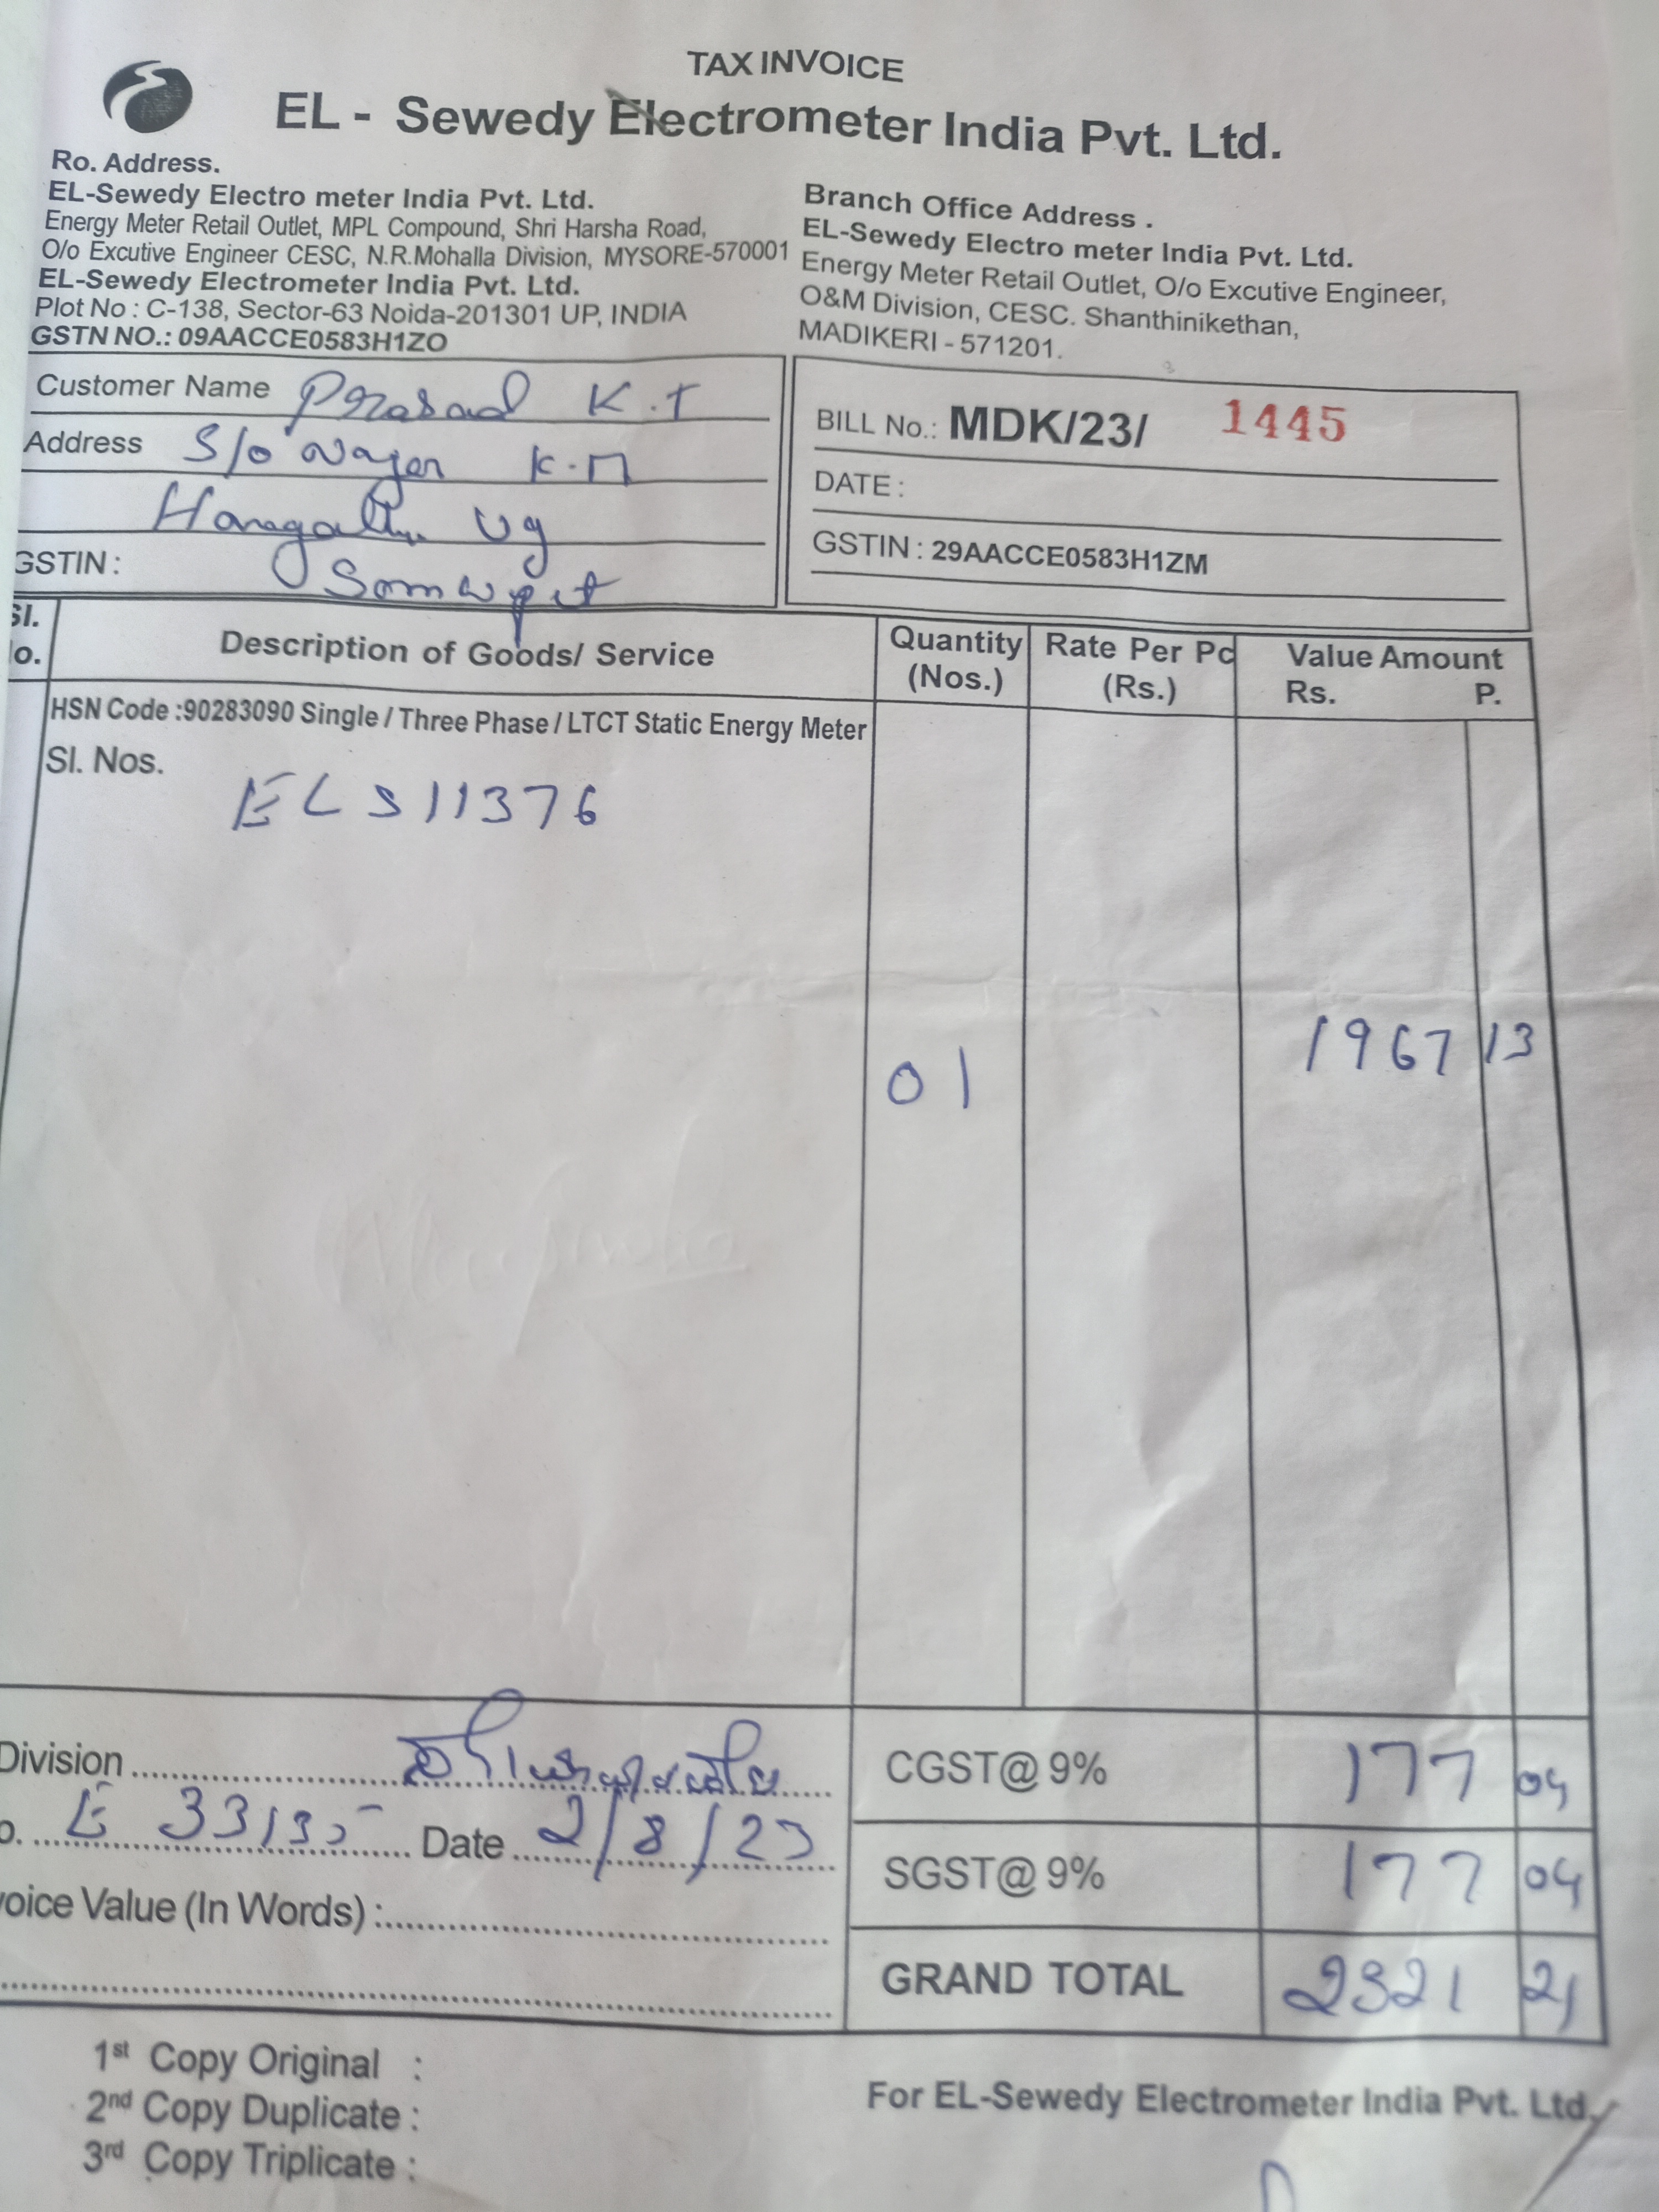 TAX INVOICE
EL - Sewedy Electrometer India Pvt. Ltd.
Ro. Address.
EL-Sewedy Electro meter India Pvt. Ltd.
Energy Meter Retail Outlet, MPL Compound, Shri Harsha Road,
O/o Excutive Engineer CESC, N.R.Mohalla Division, MYSORE-570001
EL-Sewedy Electrometer India Pvt. Ltd.
Plot No : C-138, Sector-63 Noida-201301 UP, INDIA
GSTN NO.: 09AACCE0583H1ZO
Branch Office Address .
EL-Sewedy Electro meter India Pvt. Ltd.
Energy Meter Retail Outlet, O/o Excutive Engineer,
O&M Division, CESC. Shanthinikethan,
MADIKERI - 571201.
Customer Name Prasad K.T
Address S/o K.M
Hangallu Vg
GSTIN :
BILL No.: MDK/23/ 1445
DATE :
GSTIN : 29AACCE0583H1ZM
Sl. No. Description of Goods/ Service Quantity (Nos.) Rate Per Pc (Rs.) Value Amount Rs. P.
HSN Code :90283090 Single / Three Phase / LTCT Static Energy Meter
Sl. Nos.
ELS11376
01 1967 13
Division
o. E Date 2/8/23
voice Value (In Words) :
CGST@ 9% 177 04
SGST@ 9% 177 04
GRAND TOTAL 2321 21
1st Copy Original :
2nd Copy Duplicate :
3rd Copy Triplicate :
For EL-Sewedy Electrometer India Pvt. Ltd.